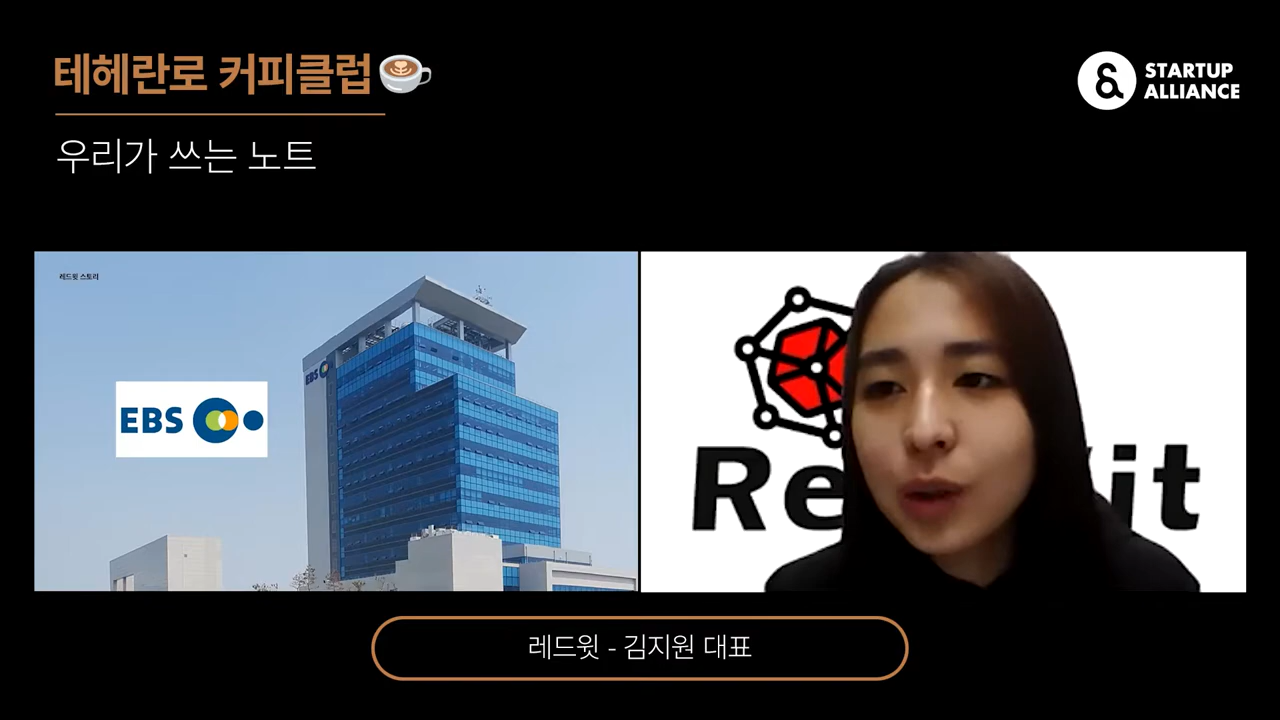 테헤란로 커피클럽
STARTUP
ALLIANCE
우리가 쓰는 노트
레드윗 스토리
EBS
EBS
Re it
레드윗 - 김지원 대표